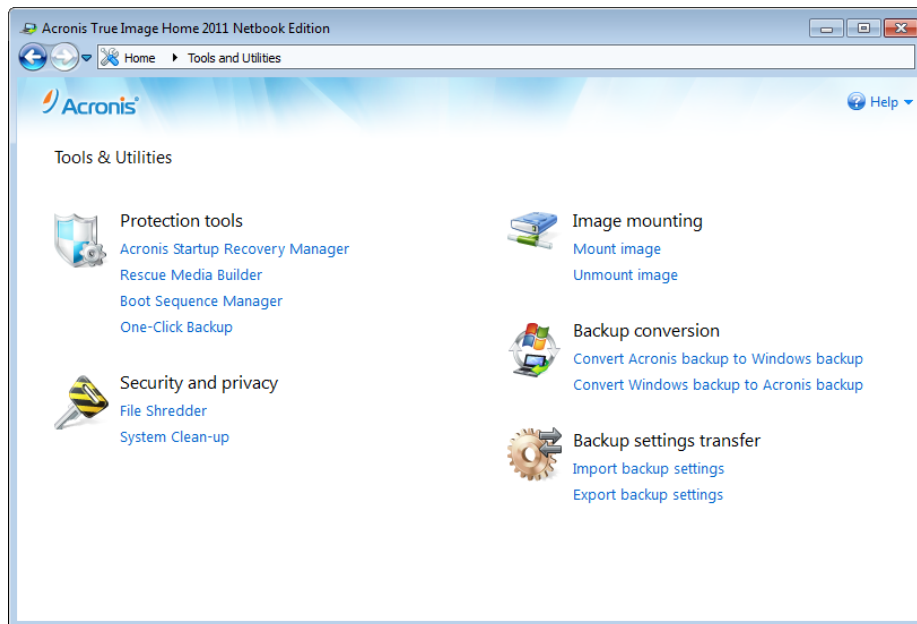 Acronis True Image Home 2011 Netbook Edition
Home Tools and Utilities
Acronis
Help
Tools & Utilities
Protection tools
Acronis Startup Recovery Manager
Rescue Media Builder
Boot Sequence Manager
One-Click Backup
Security and privacy
File Shredder
System Clean-up
Image mounting
Mount image
Unmount image
Backup conversion
Convert Acronis backup to Windows backup
Convert Windows backup to Acronis backup
Backup settings transfer
Import backup settings
Export backup settings